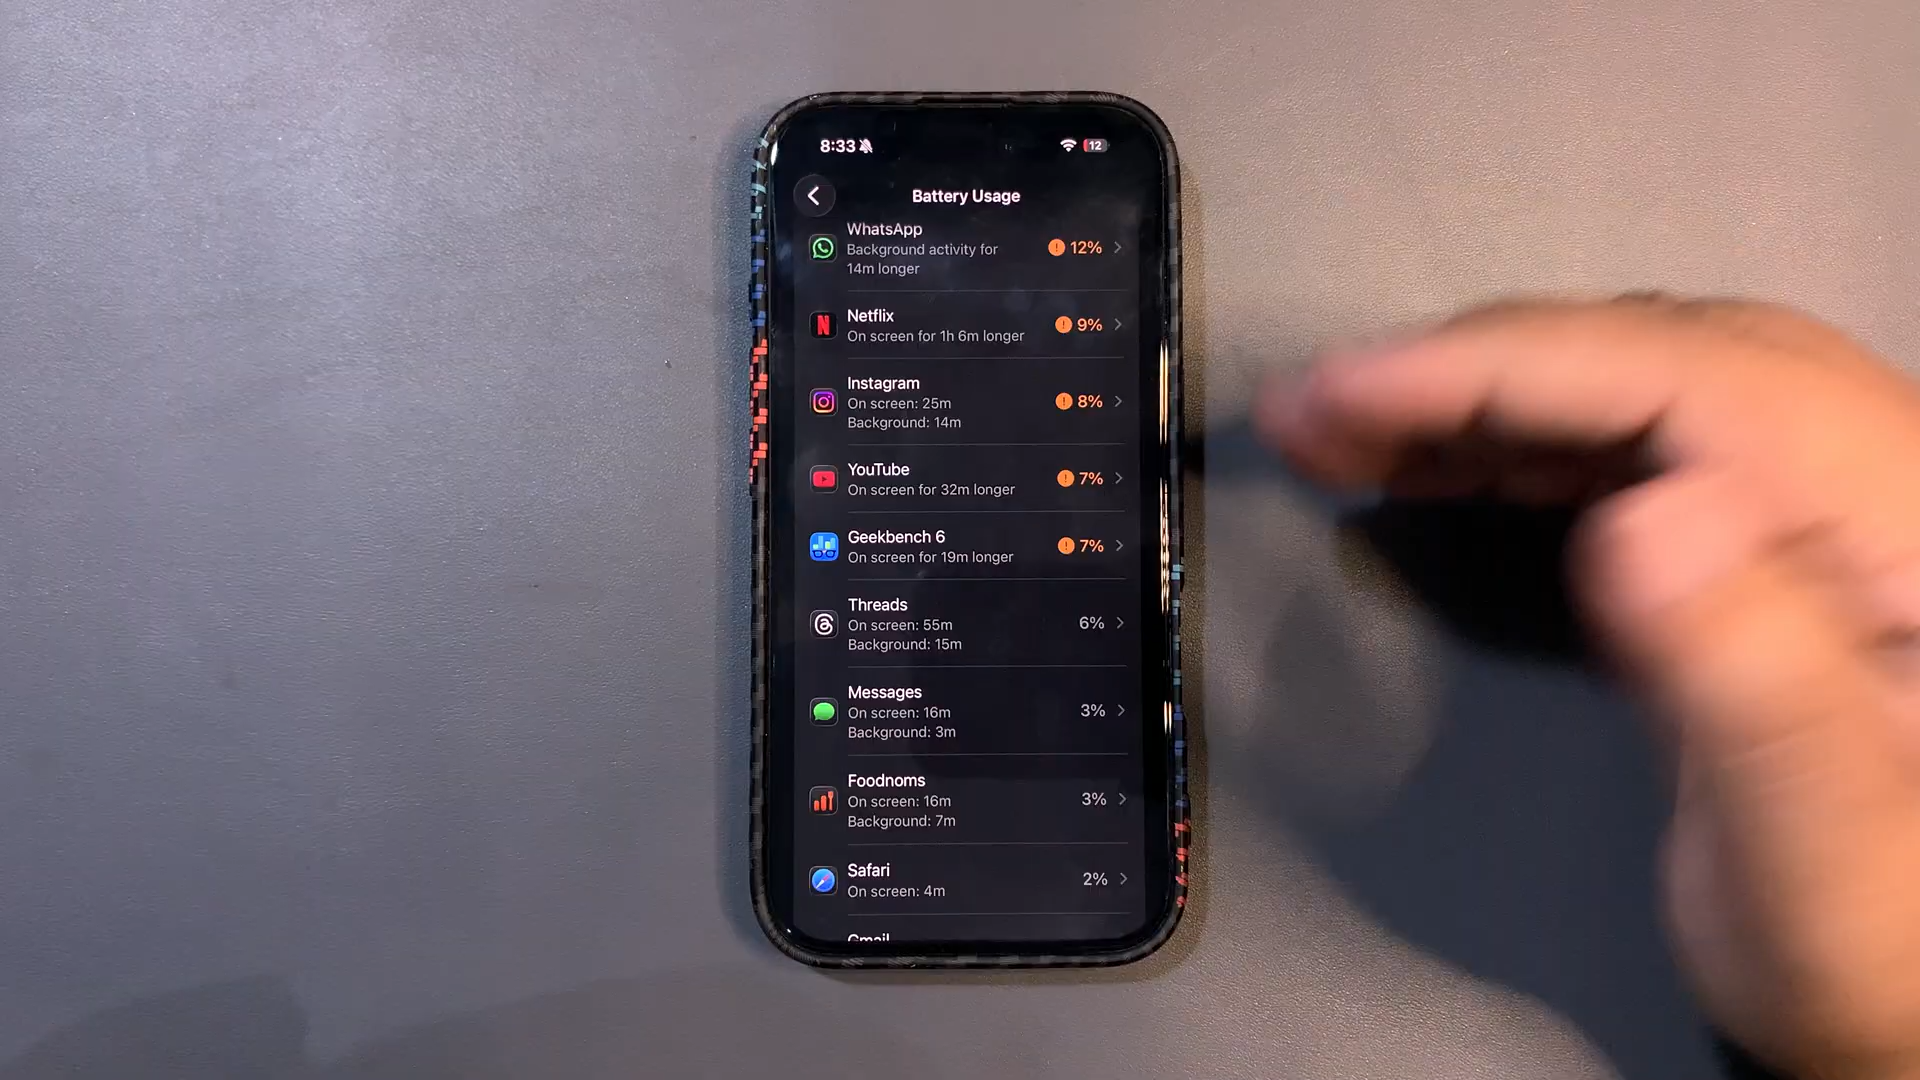 8:33
12
Battery Usage
WhatsApp
Background activity for
14m longer
12%
Netflix
On screen for 1h 6m longer
9%
Instagram
On screen: 25m
Background: 14m
8%
YouTube
On screen for 32m longer
7%
Geekbench 6
On screen for 19m longer
7%
Threads
On screen: 55m
Background: 15m
6%
Messages
On screen: 16m
Background: 3m
3%
Foodnoms
On screen: 16m
Background: 7m
3%
Safari
On screen: 4m
2%
Gmail